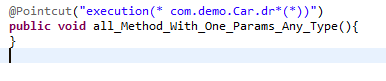 @Pointcut("execution(* com.demo.Car.dr*(*))")
public void all_Method_With_One_Params_Any_Type(){
}